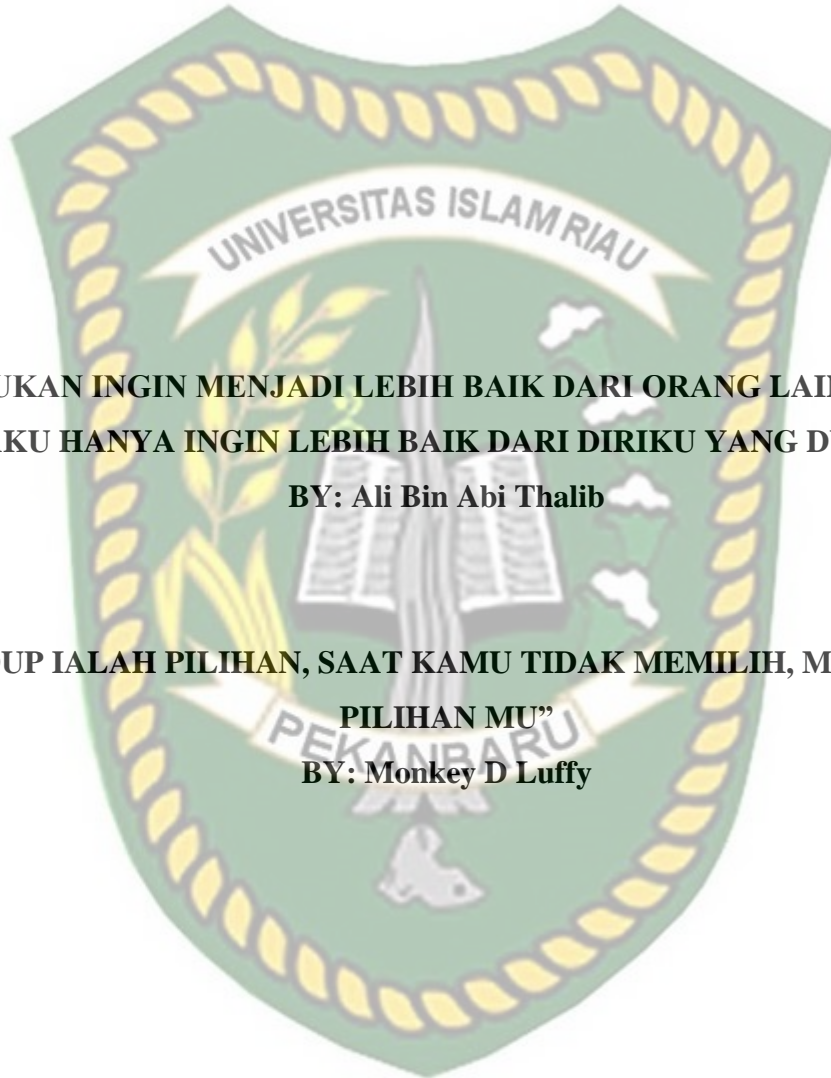 UNIVERSITAS ISLAM RIAU
UKAN INGIN MENJADI LEBIH BAIK DARI ORANG LAI
AKU HANYA INGIN LEBIH BAIK DARI DIRIKU YANG D
BY: Ali Bin Abi Thalib
UP IALAH PILIHAN, SAAT KAMU TIDAK MEMILIH, M
PILIHAN MU”
PEKANBARU
BY: Monkey D Luffy